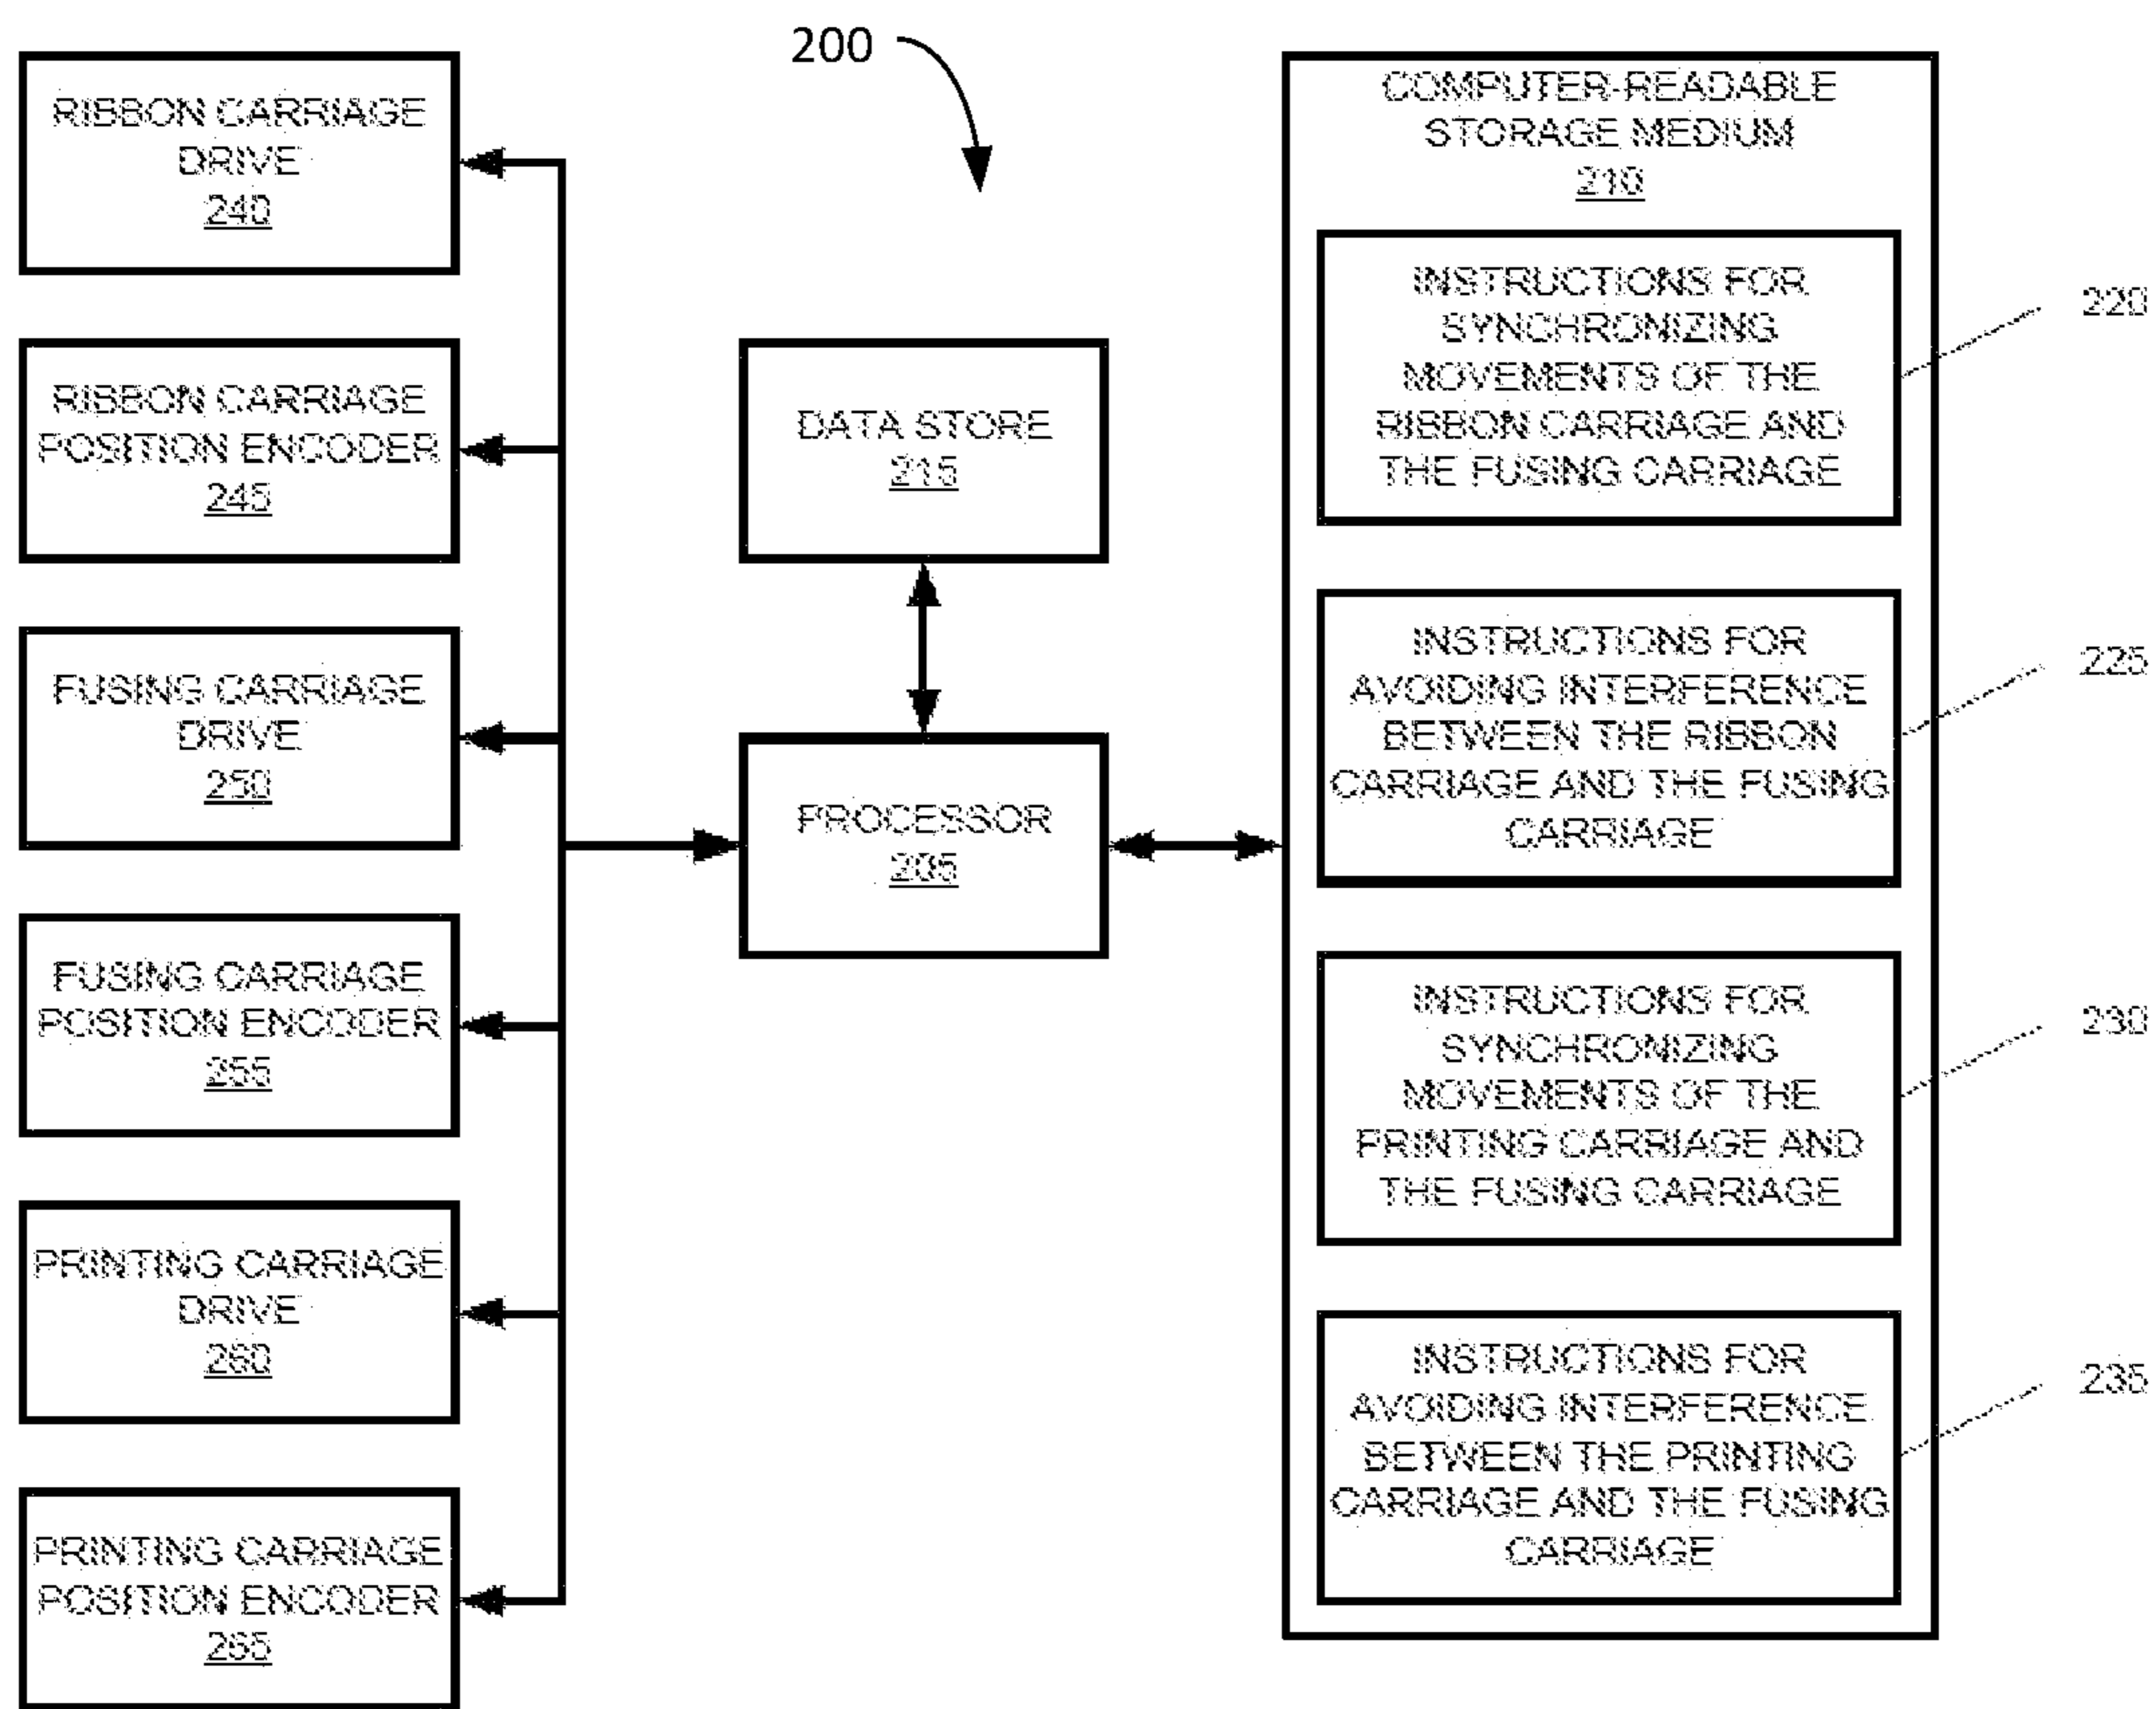 200
RIBBON CARRIAGE
DRIVE
240
RIBBON CARRIAGE
POSITION ENCODER
245
FUSING CARRIAGE
DRIVE
250
FUSING CARRIAGE
POSITION ENCODER
255
PRINTING CARRIAGE
DRIVE
260
PRINTING CARRIAGE
POSITION ENCODER
265
DATA STORE
215
PROCESSOR
205
COMPUTER-READABLE
STORAGE MEDIUM
210
INSTRUCTIONS FOR
SYNCHRONIZING
MOVEMENTS OF THE
RIBBON CARRIAGE AND
THE FUSING CARRIAGE
220
INSTRUCTIONS FOR
AVOIDING INTERFERENCE
BETWEEN THE RIBBON
CARRIAGE AND THE FUSING
CARRIAGE
225
INSTRUCTIONS FOR
SYNCHRONIZING
MOVEMENTS OF THE
PRINTING CARRIAGE AND
THE FUSING CARRIAGE
230
INSTRUCTIONS FOR
AVOIDING INTERFERENCE
BETWEEN THE PRINTING
CARRIAGE AND THE FUSING
CARRIAGE
235